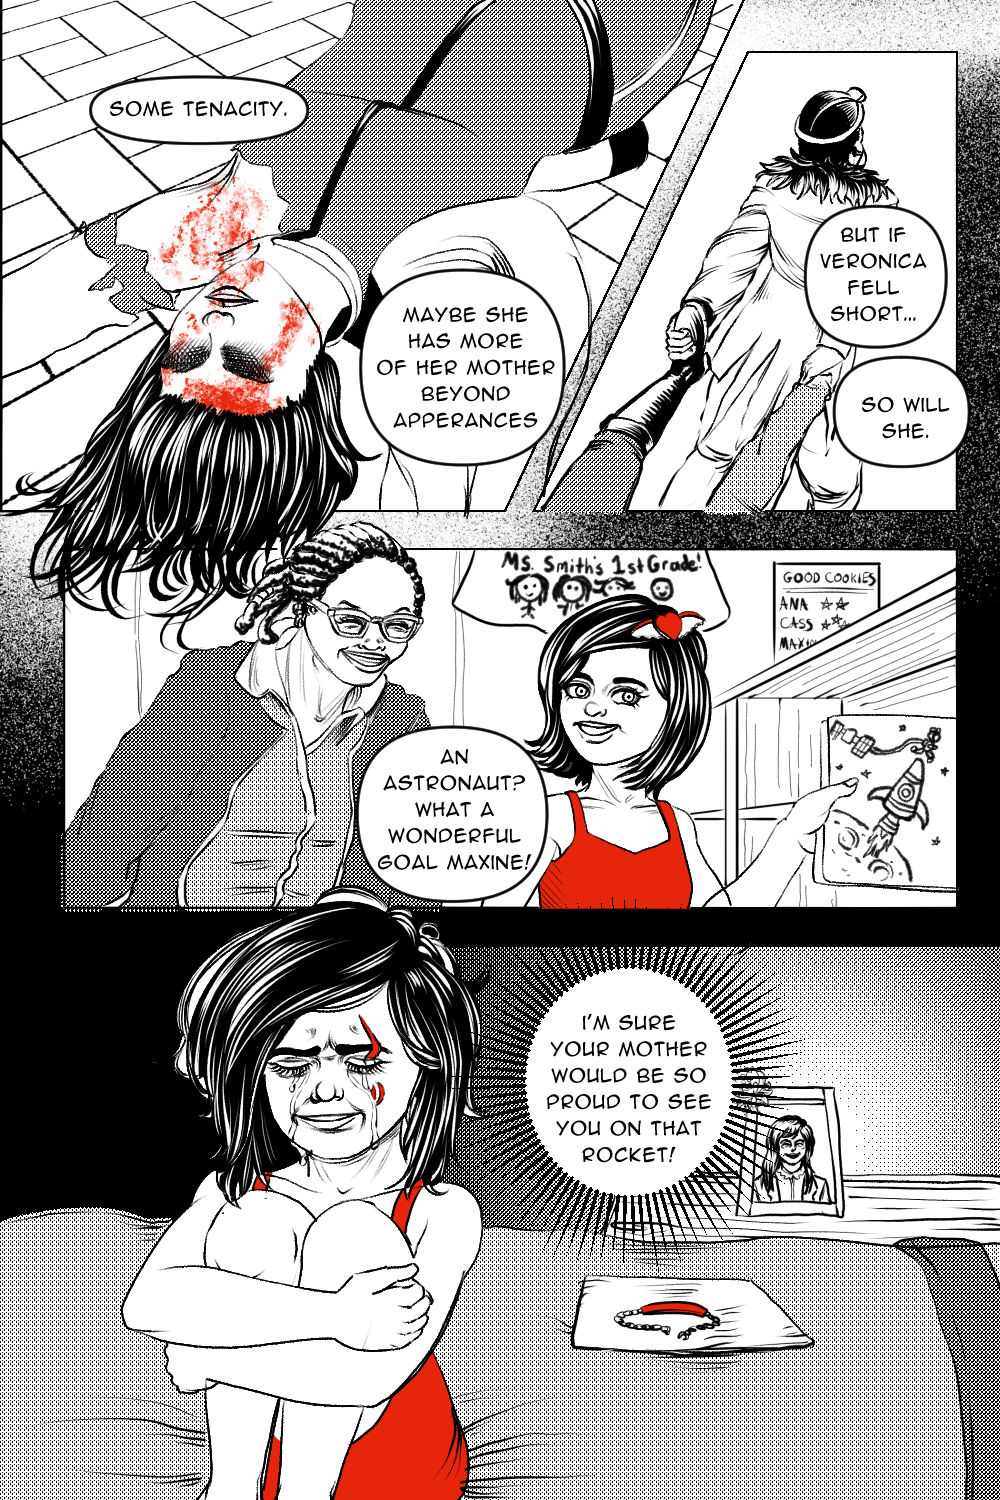 SOME TENACITY.
MAYBE SHE
HAS MORE
OF HER MOTHER
BEYOND
APPERANCES
BUT IF
VERONICA
FELL
SHORT...
SO WILL
SHE.
Ms. Smith's 1st Grade!
GOOD COOKIES
ANA
CASS
AN
ASTRONAUT?
WHAT A
WONDERFUL
GOAL MAXINE!
I'M SURE
YOUR MOTHER
WOULD BE SO
PROUD TO SEE
YOU ON THAT
ROCKET!